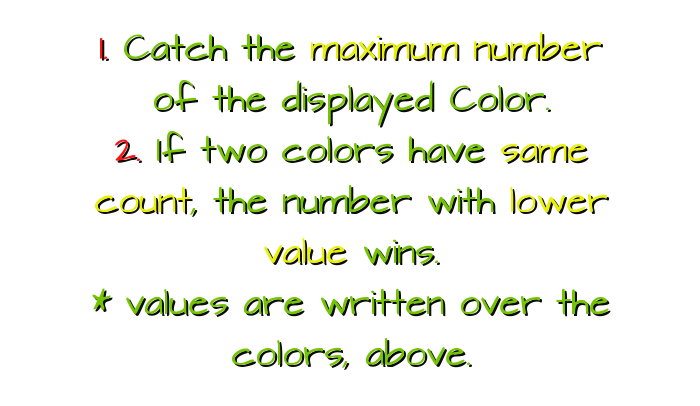 1. Catch the maximum number
of the displayed Color.
2. If two colors have same
count, the number with lower
value wins.
* values are written over the
colors, above.